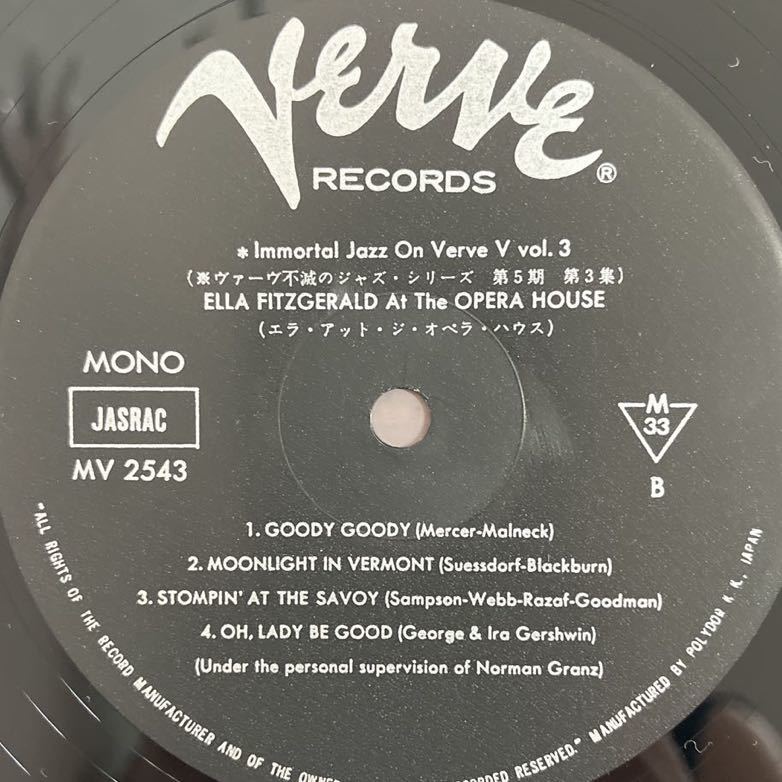 Verve
RECORDS ®
* Immortal Jazz On Verve V vol. 3
(※ヴァーヴ不滅のジャズ・シリーズ 第5期 第3集)
ELLA FITZGERALD At The OPERA HOUSE
(エラ・アット・ジ・オペラ・ハウス)
MONO
JASRAC
MV 2543
M
33
B
1. GOODY GOODY (Mercer-Malneck)
2. MOONLIGHT IN VERMONT (Suessdorf-Blackburn)
3. STOMPIN' AT THE SAVOY (Sampson-Webb-Razaf-Goodman)
4. OH, LADY BE GOOD (George & Ira Gershwin)
(Under the personal supervision of Norman Granz)
"ALL RIGHTS OF THE RECORD MANUFACTURER AND OF THE OWNER RECORDED RESERVED." MANUFACTURED BY POLYDOR K.K. JAPAN